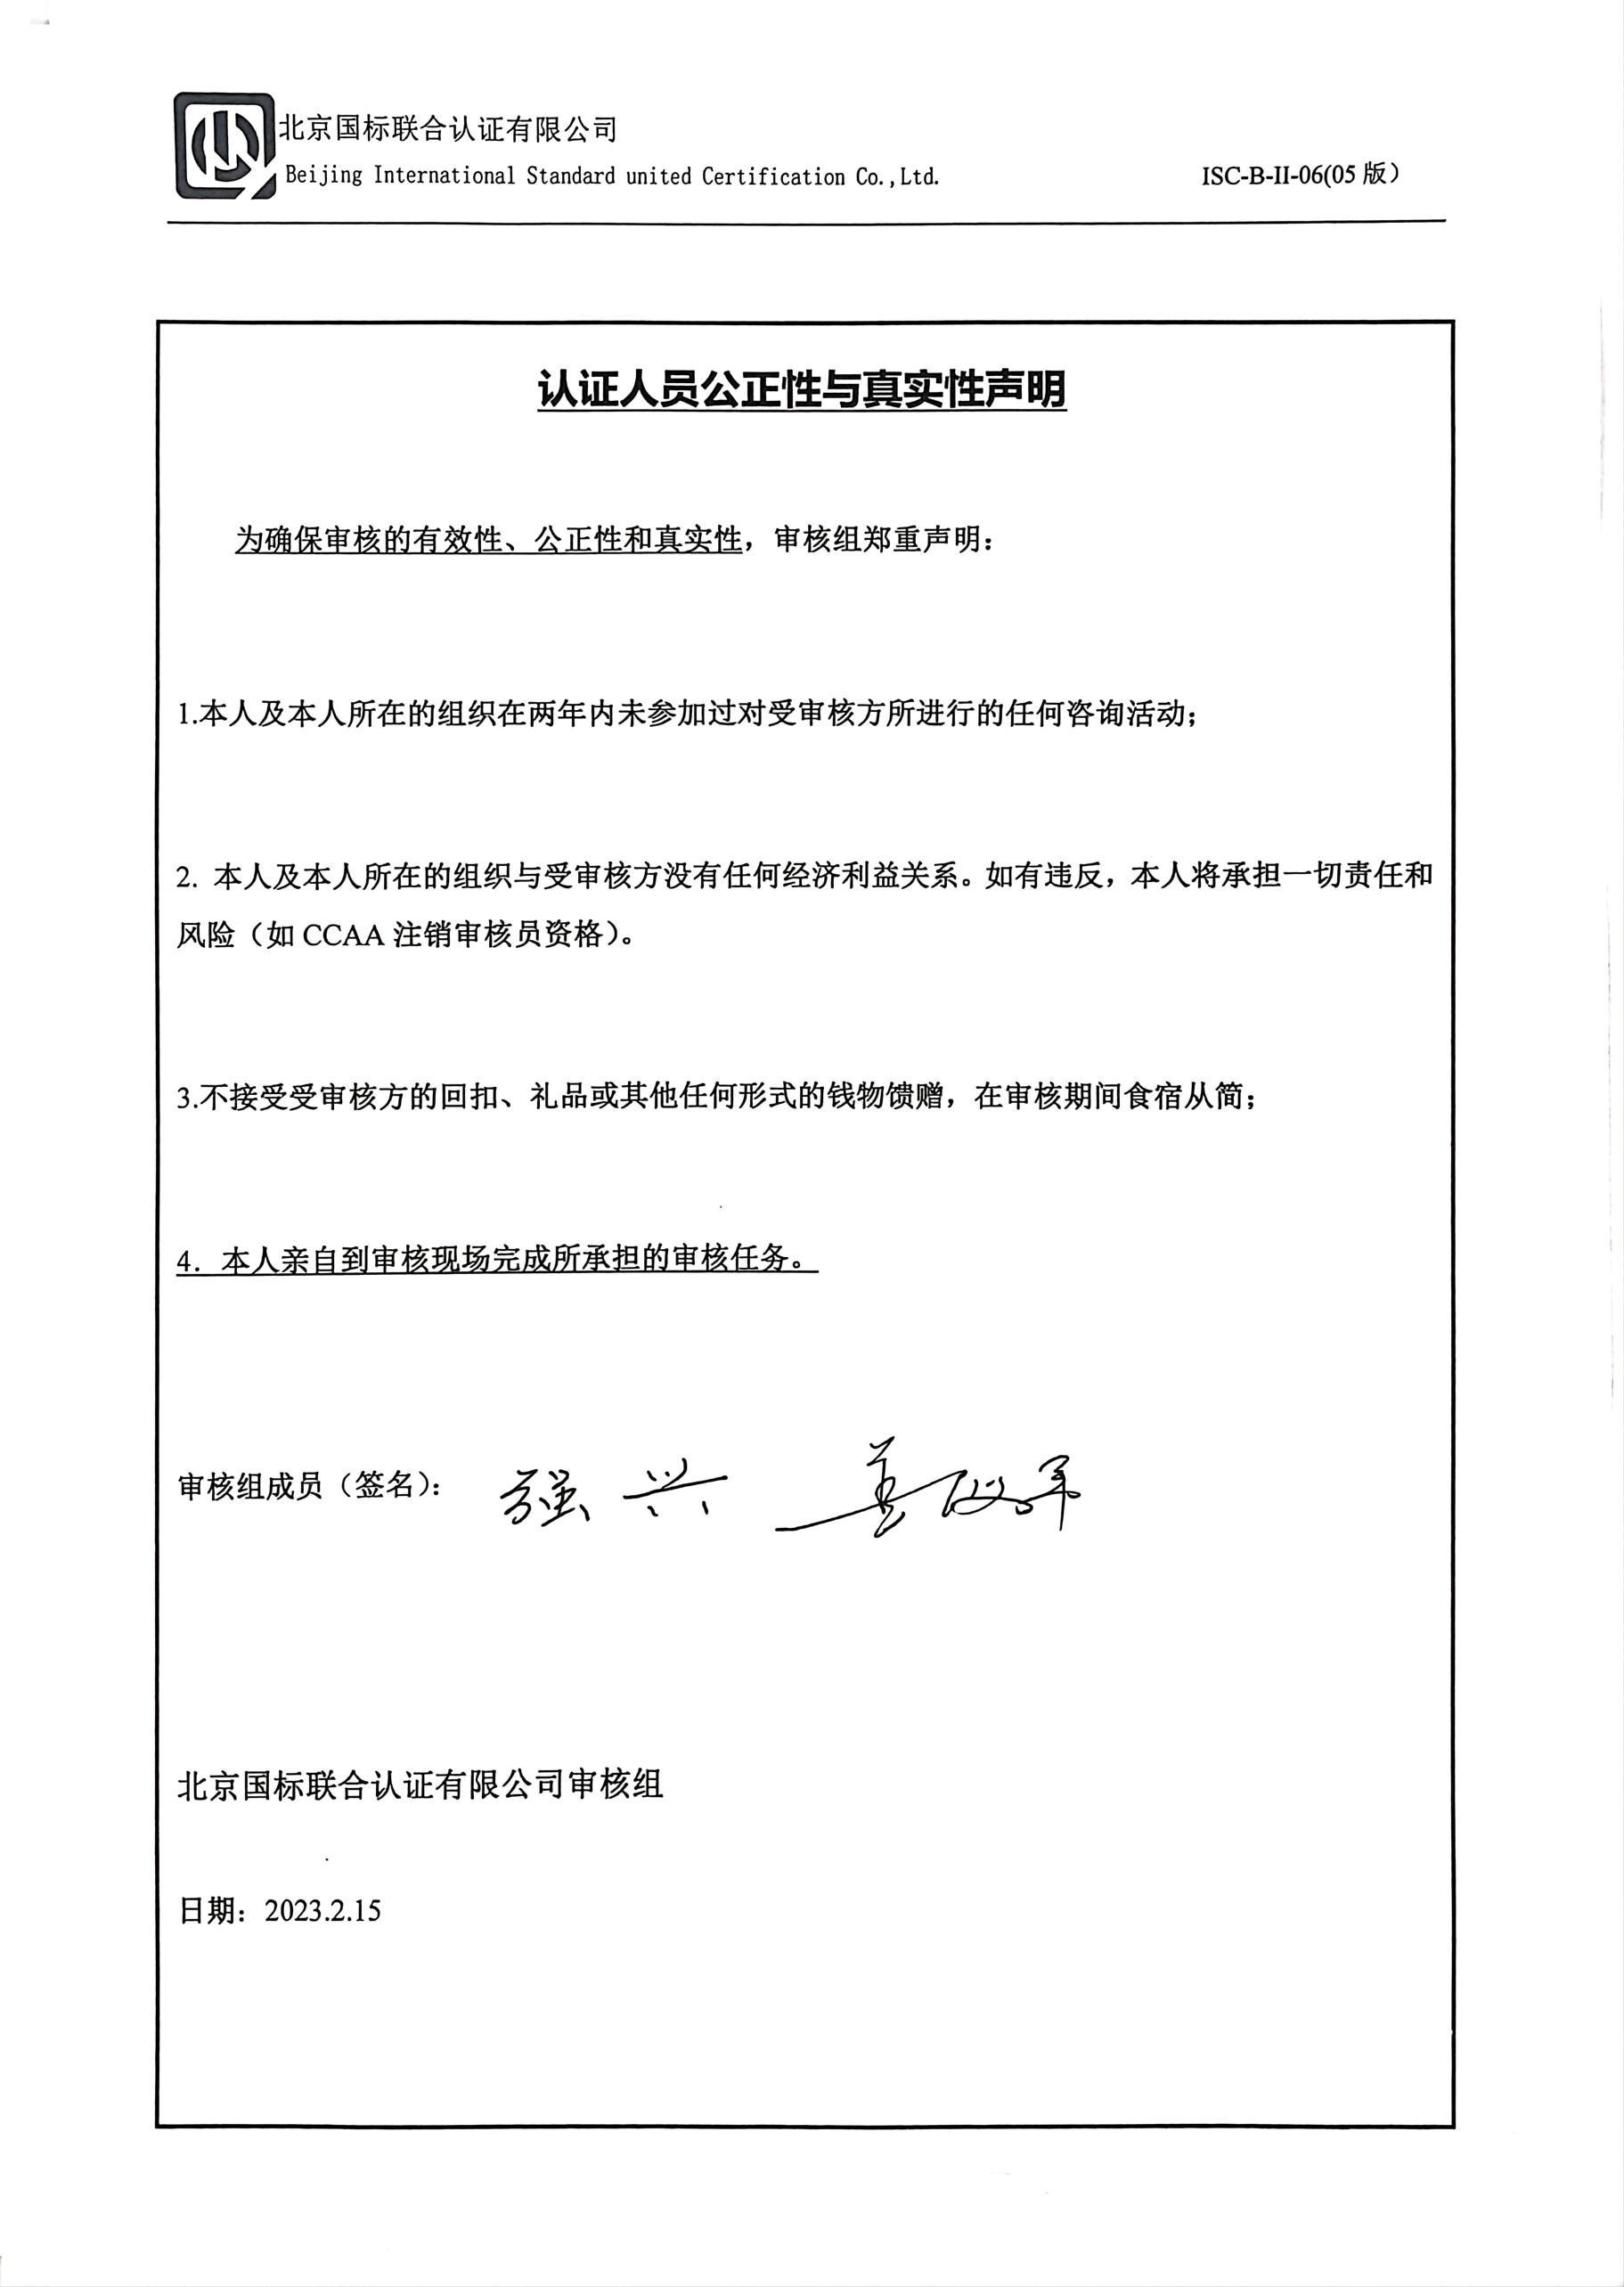 北京国标联合认证有限公司
Beijing International Standard united Certification Co.,Ltd.
ISC-B-II-06(05 版）
认证人员公正性与真实性声明
为确保审核的有效性、公正性和真实性，审核组郑重声明：
1.本人及本人所在的组织在两年内未参加过对受审核方所进行的任何咨询活动；
2. 本人及本人所在的组织与受审核方没有任何经济利益关系。如有违反，本人将承担一切责任和
风险（如 CCAA 注销审核员资格）。
3.不接受受审核方的回扣、礼品或其他任何形式的钱物馈赠，在审核期间食宿从简；
4. 本人亲自到审核现场完成所承担的审核任务。
审核组成员（签名）： 强兴
北京国标联合认证有限公司审核组
日期：2023.2.15